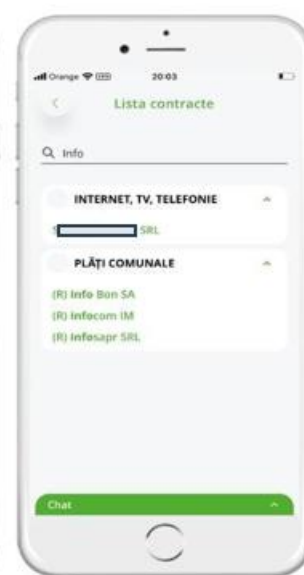 Orange
20:03
Lista contracte
Info
INTERNET, TV, TELEFONIE
SRL
PLĂȚI COMUNALE
(R) Info Bon SA
(R) Infocom IM
(R) Infosapr SRL
Chat